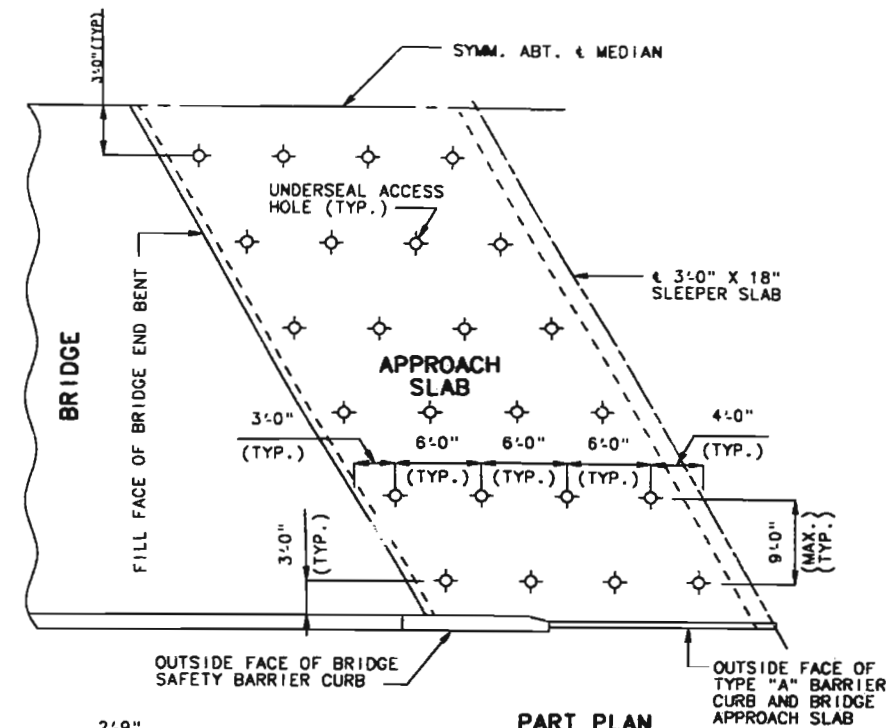 3'-0" (TYP)
SYMM. ABT. ℄ MEDIAN
UNDERSEAL ACCESS
HOLE (TYP.)
℄ 3'-0" X 18"
SLEEPER SLAB
BRIDGE
FILL FACE OF BRIDGE END BENT
APPROACH
SLAB
3'-0"
(TYP.)
6'-0"
(TYP.)
6'-0"
(TYP.)
6'-0"
(TYP.)
4'-0"
(TYP.)
3'-0"
(TYP.)
9'-0"
(MAX.)
(TYP.)
OUTSIDE FACE OF BRIDGE
SAFETY BARRIER CURB
OUTSIDE FACE OF
TYPE "A" BARRIER
CURB AND BRIDGE
APPROACH SLAB
PART PLAN